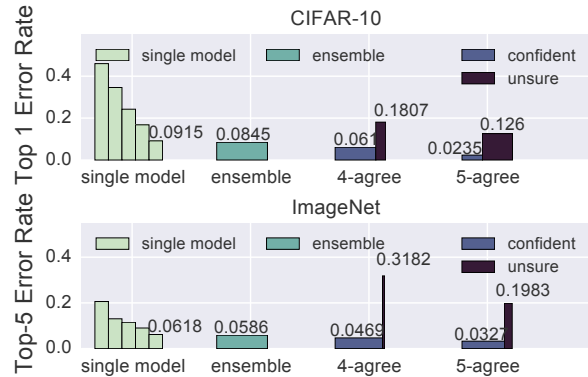 CIFAR-10
Top 1 Error Rate
0.4
0.2
0.0
single model
ensemble
confident
unsure
0.0915
0.0845
0.061
0.1807
0.0235
0.126
single model
ensemble
4-agree
5-agree
ImageNet
Top-5 Error Rate
0.4
0.2
0.0
single model
ensemble
confident
unsure
0.0618
0.0586
0.0469
0.3182
0.0327
0.1983
single model
ensemble
4-agree
5-agree